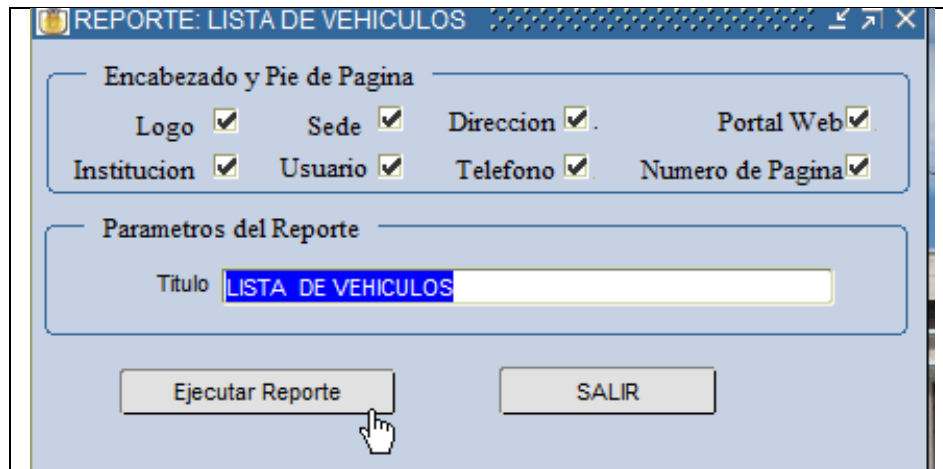 REPORTE: LISTA DE VEHICULOS
Encabezado y Pie de Pagina
Logo Sede Direccion . Portal Web .
Institucion Usuario Telefono . Numero de Pagina
Parametros del Reporte
Titulo LISTA DE VEHICULOS
Ejecutar Reporte SALIR